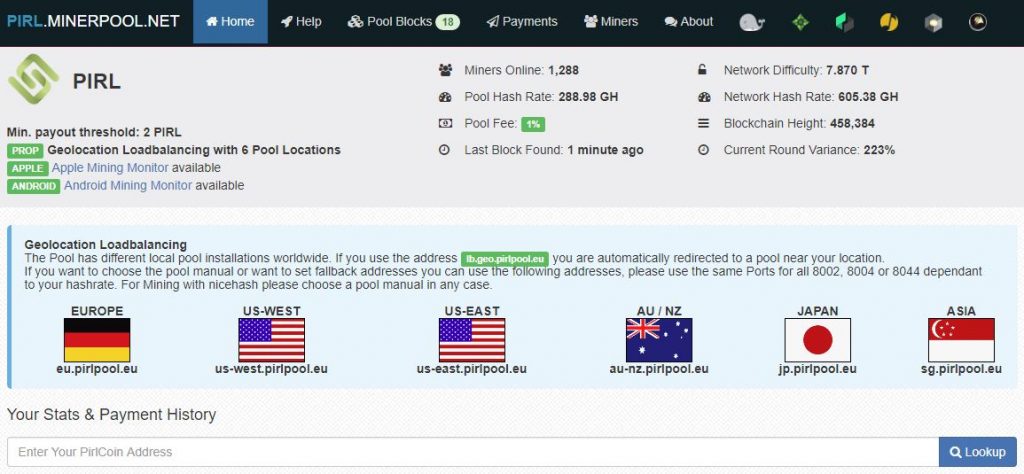 PIRL.MINERPOOL.NET Home Help Pool Blocks 18 Payments Miners About
PIRL
Min. payout threshold: 2 PIRL
PROP Geolocation Loadbalancing with 6 Pool Locations
APPLE Apple Mining Monitor available
ANDROID Android Mining Monitor available
Miners Online: 1,288
Pool Hash Rate: 288.98 GH
Pool Fee: 1%
Last Block Found: 1 minute ago
Network Difficulty: 7.870 T
Network Hash Rate: 605.38 GH
Blockchain Height: 458,384
Current Round Variance: 223%
Geolocation Loadbalancing
The Pool has different local pool installations worldwide. If you use the address lb.geo.pirlpool.eu you are automatically redirected to a pool near your location.
If you want to choose the pool manual or want to set fallback addresses you can use the following addresses, please use the same Ports for all 8002, 8004 or 8044 dependant
to your hashrate. For Mining with nicehash please choose a pool manual in any case.
EUROPE US-WEST US-EAST AU / NZ JAPAN ASIA
eu.pirlpool.eu us-west.pirlpool.eu us-east.pirlpool.eu au-nz.pirlpool.eu jp.pirlpool.eu sg.pirlpool.eu
Your Stats & Payment History
Enter Your PirlCoin Address Lookup